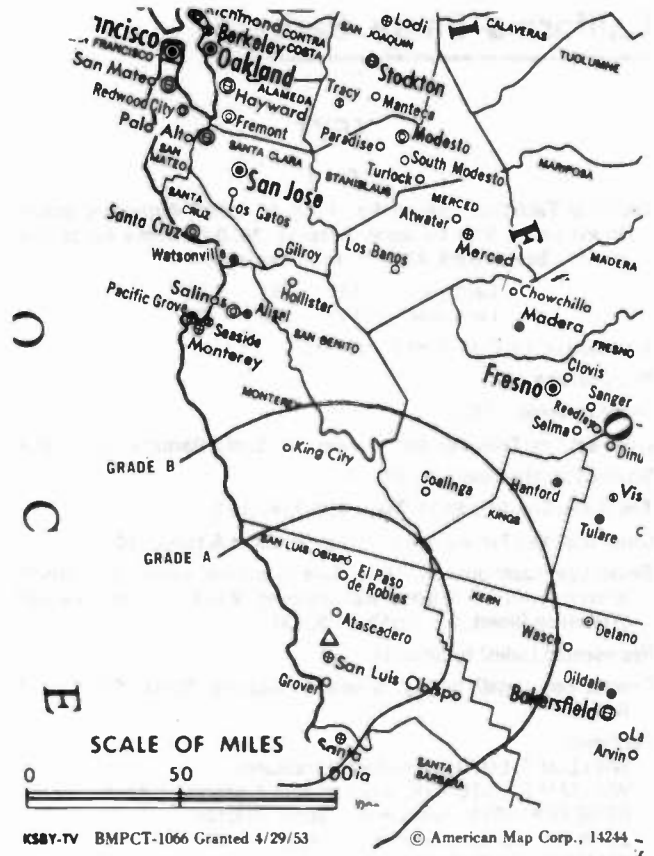 Richmond
CONTRA COSTA
SAN JOAQUIN
Lodi
CALAVERAS
TUOLUMNE
ncisco
Berkeley
FRANCISCO
Oakland
Stockton
San Mateo
ALAMEDA
Hayward
Tracy
Manteca
Redwood City
Fremont
Paradise
Modesto
Palo Alto
SAN MATEO
SANTA CLARA
STANISLAUS
South Modesto
Turlock
MARIPOSA
San Jose
SANTA CRUZ
Los Gatos
MERCED
Atwater
Merced
F
Santa Cruz
Gilroy
Los Banos
MADERA
Watsonville
Hollister
Chowchilla
Salinas
Alisal
Madera
Pacific Grove
Seaside
Monterey
SAN BENITO
FRESNO
Clovis
Fresno
Sanger
Reedley
Selma
O
Dinu
MONTEREY
GRADE B
King City
Coalinga
Hanford
Vis
KINGS
Tulare
C
GRADE A
SAN LUIS OBISPO
El Paso
de Robles
KERN
Atascadero
Wasco
Delano
San Luis Obispo
Oildale
Grover
Bakersfield
E
La
Arvin
Santa
SANTA BARBARA
SCALE OF MILES
0 50 100
KSBY-TV BMPCT-1066 Granted 4/29/53
© American Map Corp., 14244